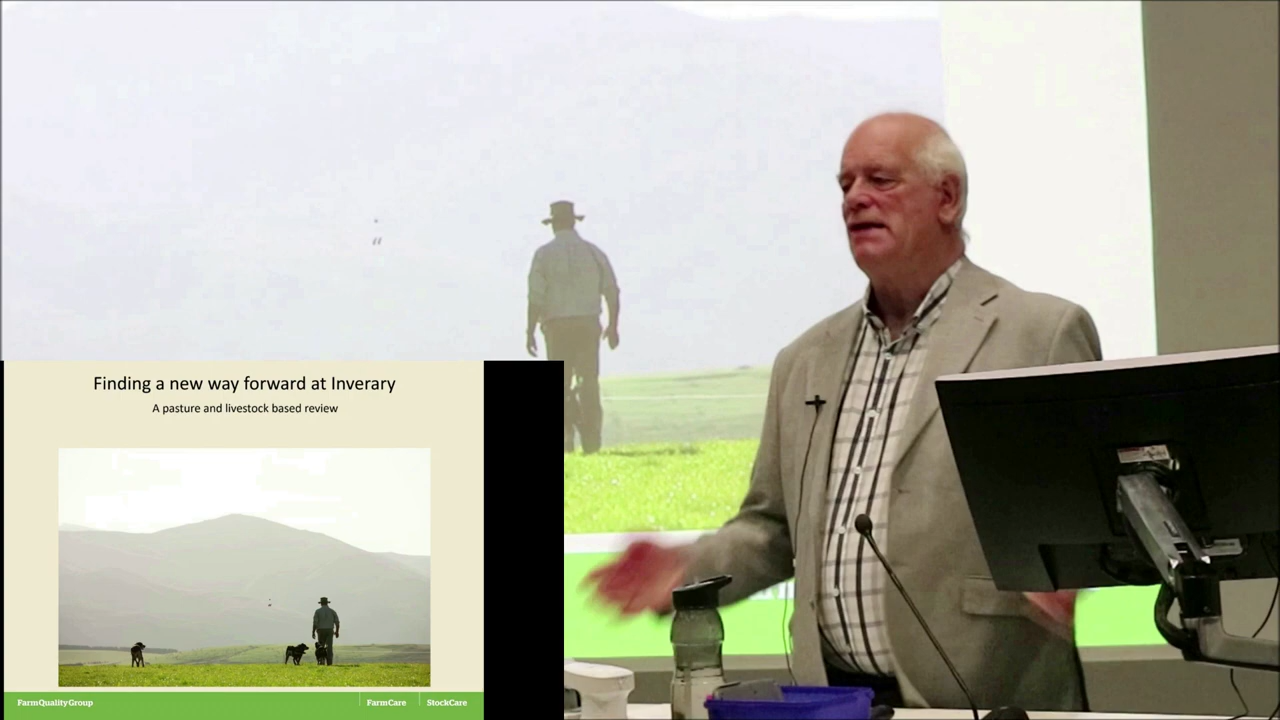 Finding a new way forward at Inverary
A pasture and livestock based review
FarmQualityGroup
FarmCare
StockCare